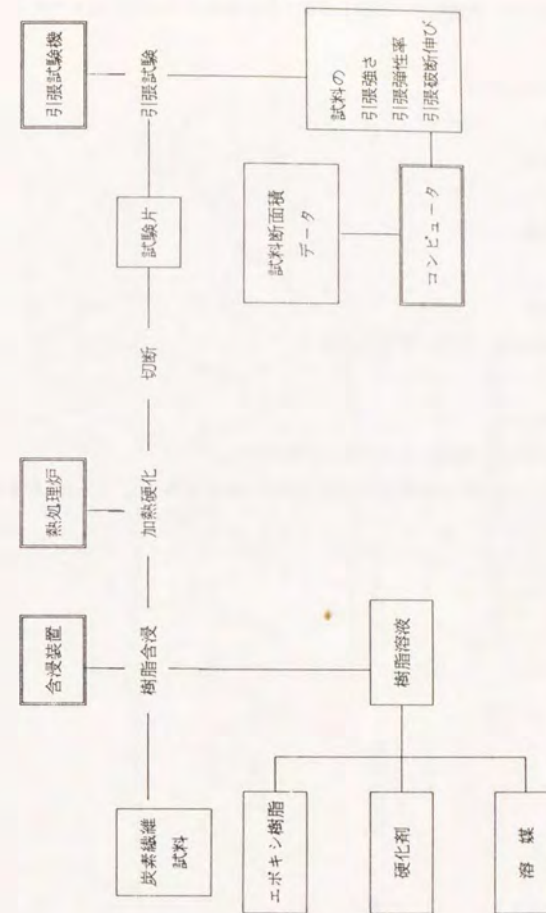 含浸装置
熱処理炉
引張試験機
炭素繊維
試料
樹脂含浸
加熱硬化
切断
試験片
引張試験
エポキシ樹脂
硬化剤
溶媒
樹脂溶液
試料断面積
データ
コンピュータ
試料の
引張強さ
引張弾性率
引張破断伸び